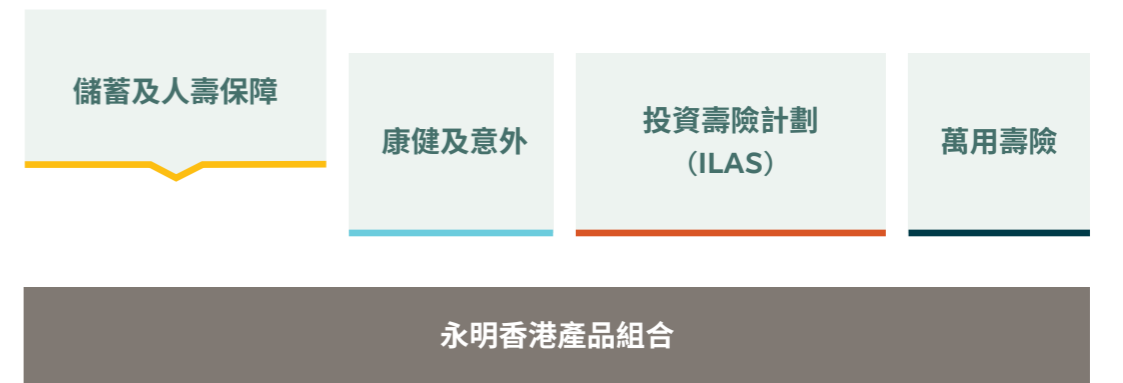 儲蓄及人壽保障
康健及意外
投資壽險計劃
（ILAS）
萬用壽險
永明香港產品組合